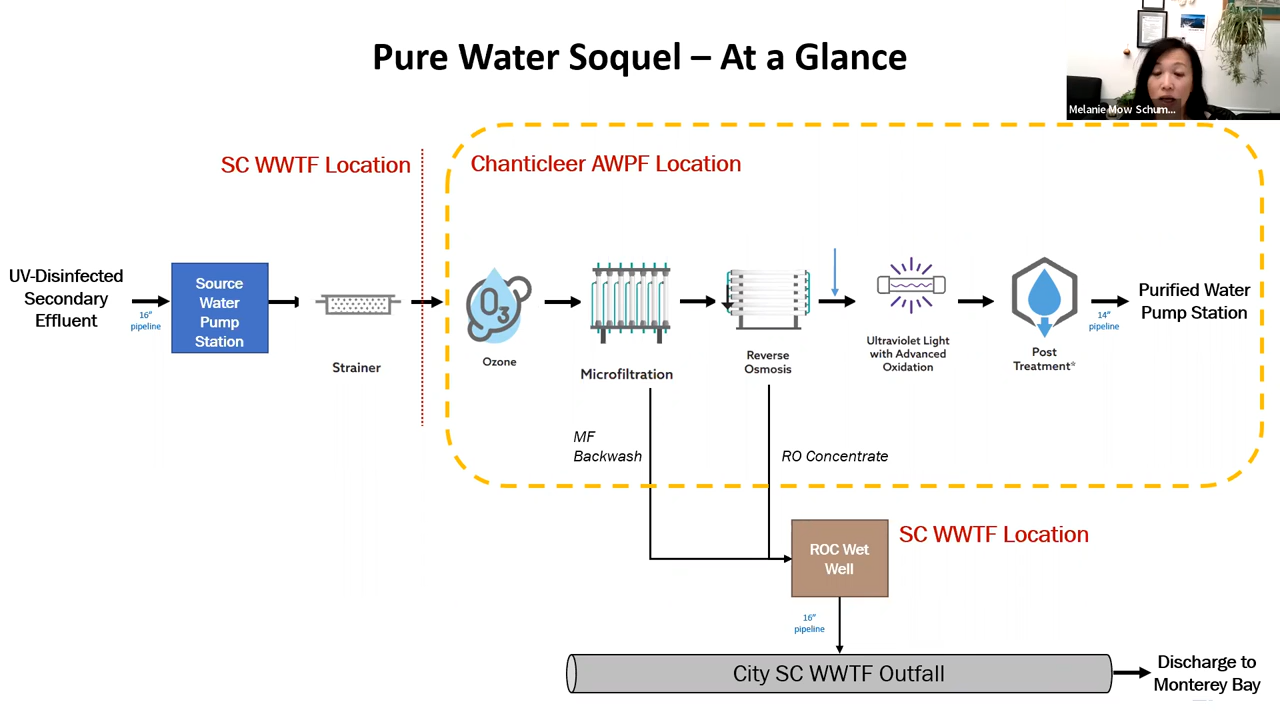 Pure Water Soquel – At a Glance
Melanie Mow Schum...
SC WWTF Location
Chanticleer AWPF Location
UV-Disinfected
Secondary
Effluent
16"
pipeline
Source
Water
Pump
Station
Strainer
O3
Ozone
Microfiltration
Reverse
Osmosis
Ultraviolet Light
with Advanced
Oxidation
Post
Treatment*
14"
pipeline
Purified Water
Pump Station
MF
Backwash
RO Concentrate
ROC Wet
Well
SC WWTF Location
16"
pipeline
City SC WWTF Outfall
Discharge to
Monterey Bay